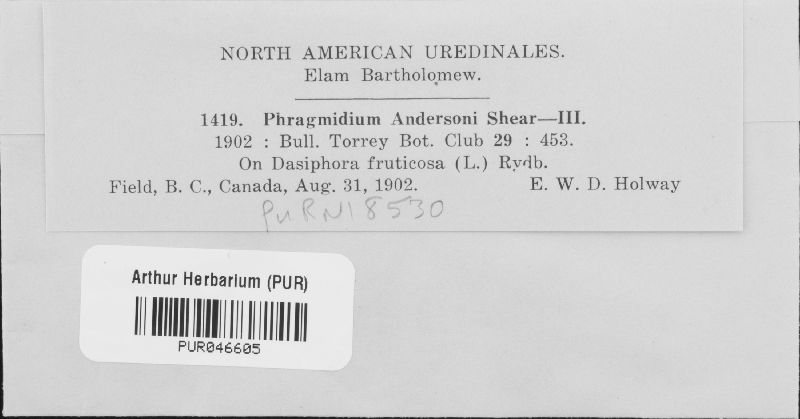 NORTH AMERICAN UREDINALES.
Elam Bartholomew.
1419. Phragmidium Andersoni Shear—III.
1902 : Bull. Torrey Bot. Club 29 : 453.
On Dasiphora fruticosa (L.) Rydb.
Field, B. C., Canada, Aug. 31, 1902. E. W. D. Holway
PURN18530
Arthur Herbarium (PUR)
PUR046605